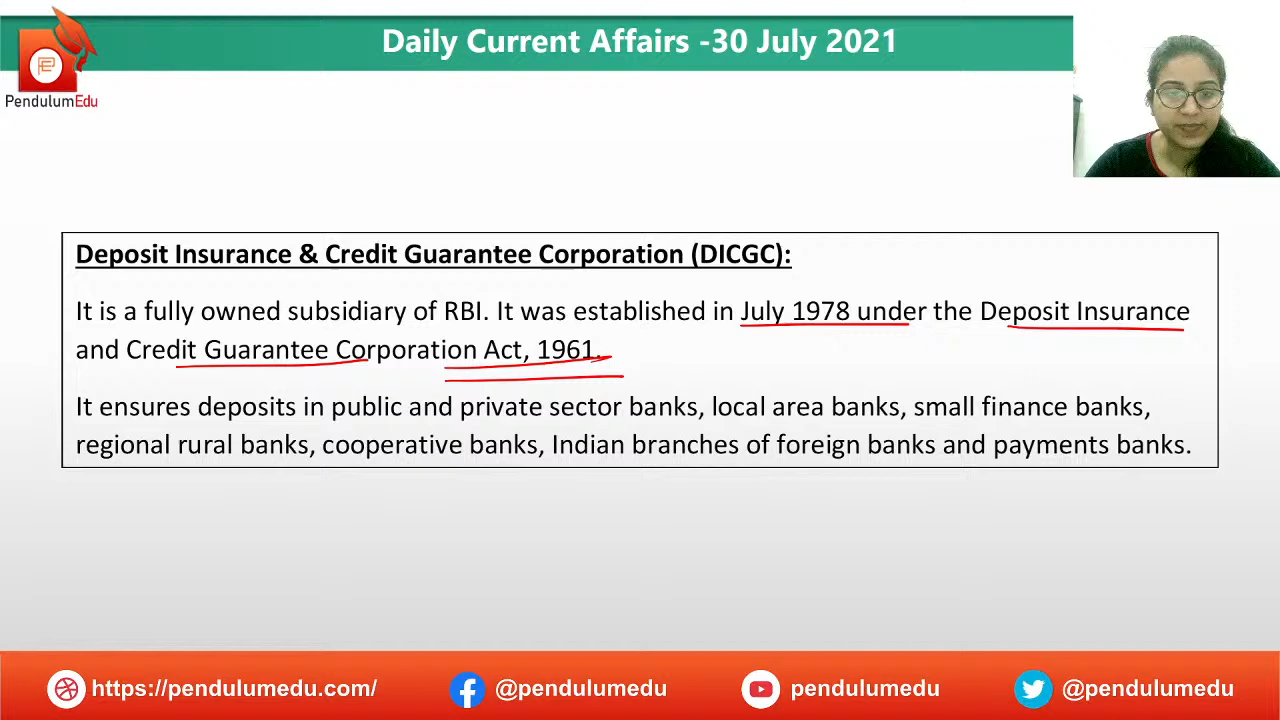 Daily Current Affairs -30 July 2021
PE
PendulumEdu
Deposit Insurance & Credit Guarantee Corporation (DICGC):
It is a fully owned subsidiary of RBI. It was established in July 1978 under the Deposit Insurance
and Credit Guarantee Corporation Act, 1961.
It ensures deposits in public and private sector banks, local area banks, small finance banks,
regional rural banks, cooperative banks, Indian branches of foreign banks and payments banks.
https://pendulumedu.com/ @pendulumedu pendulumedu @pendulumedu